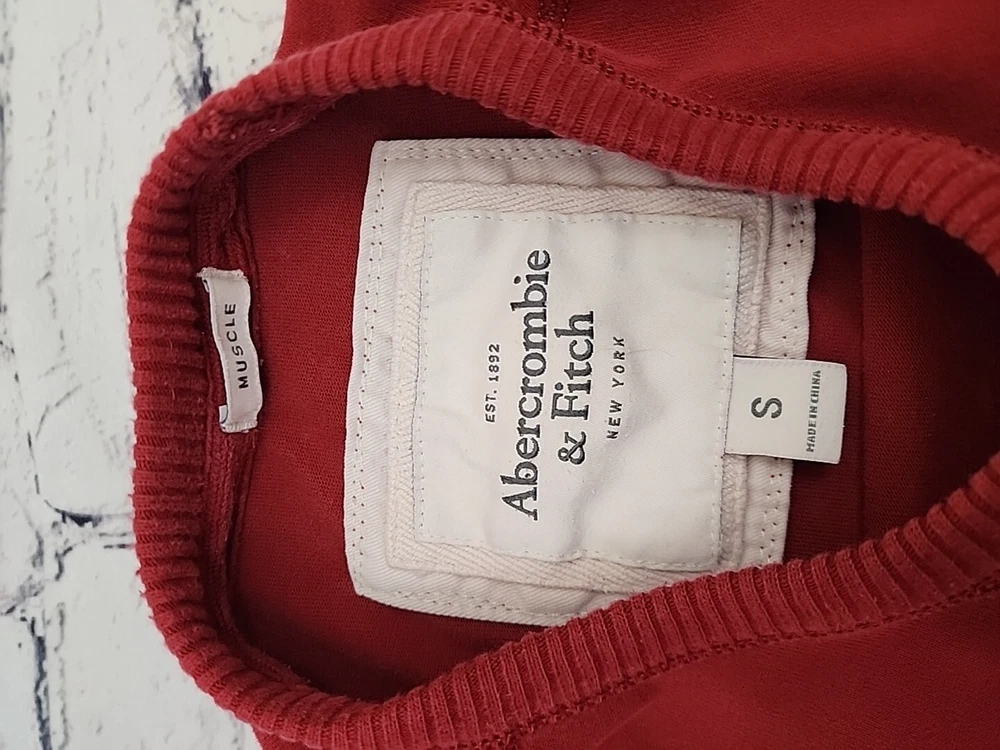 MUSCLE
EST. 1892
Abercrombie
& Fitch
NEW YORK
S
MADE IN CHINA